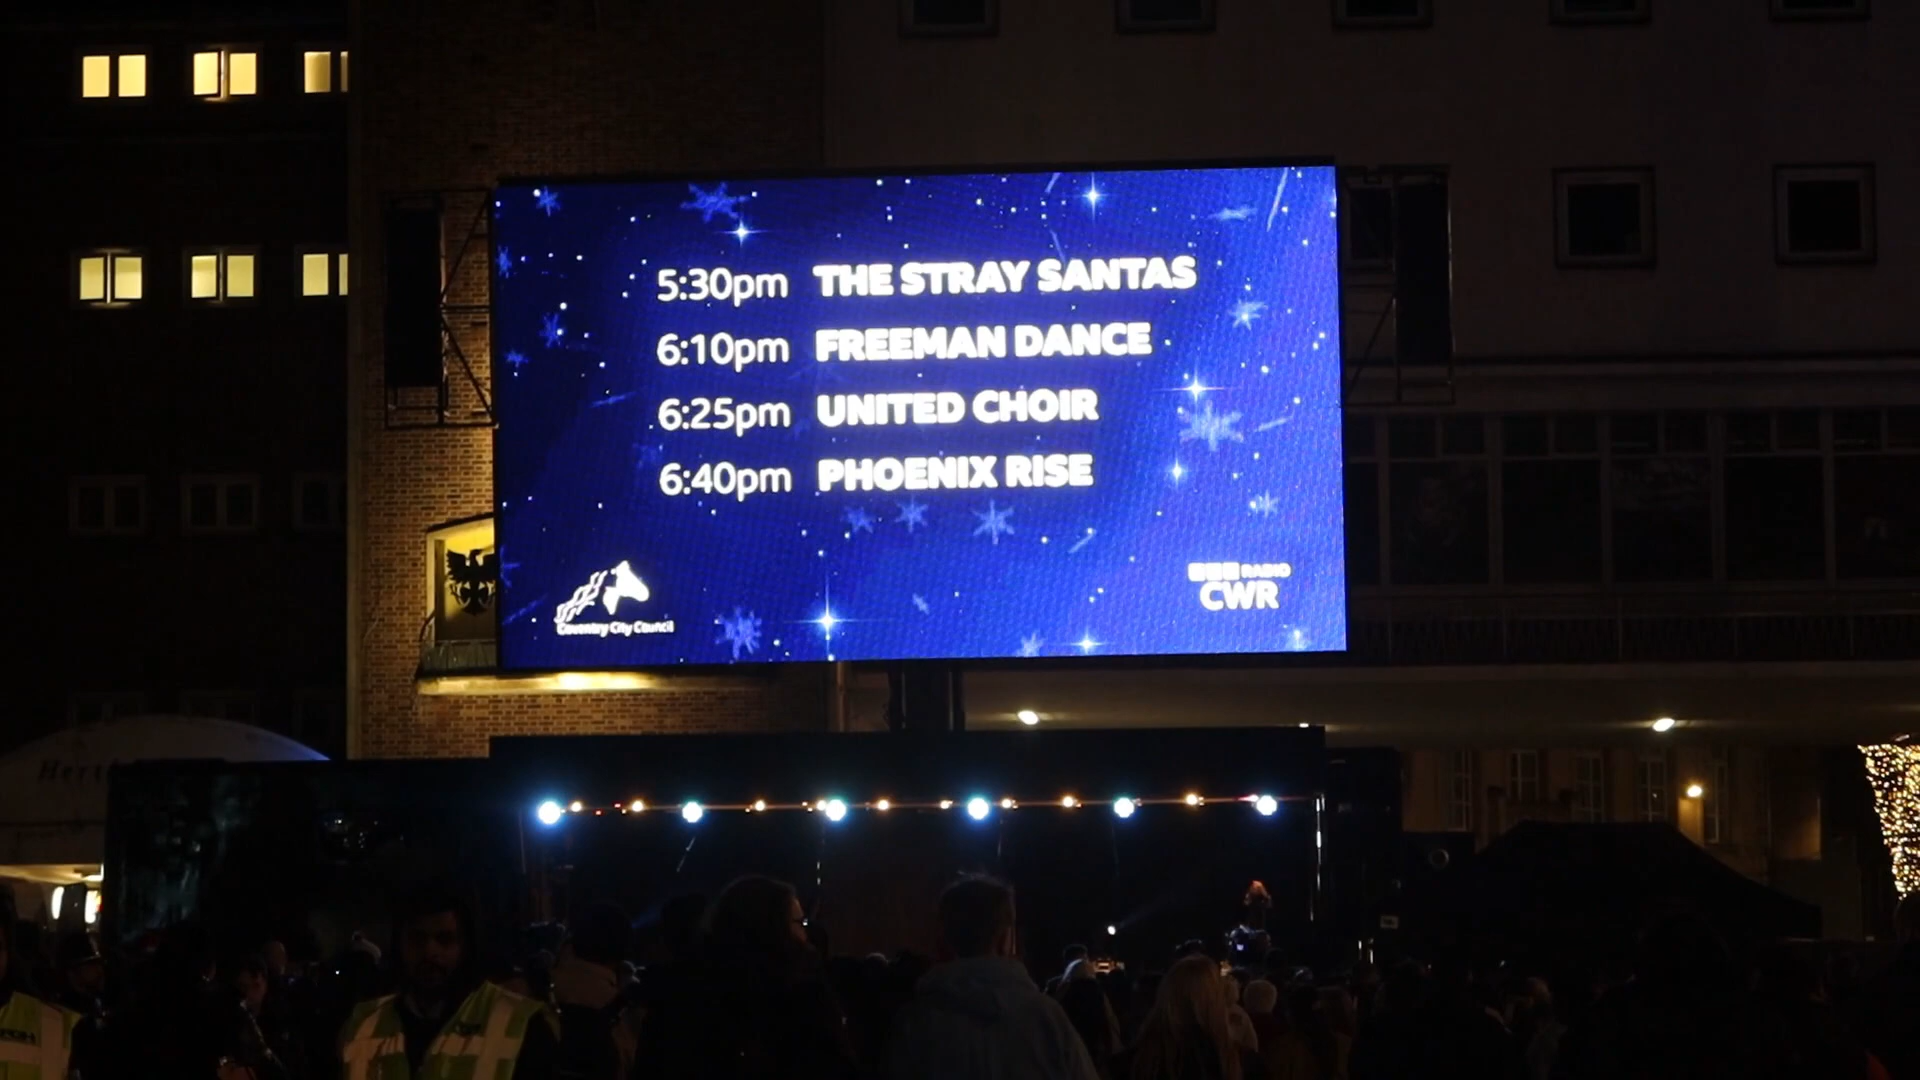 5:30pm THE STRAY SANTAS
6:10pm FREEMAN DANCE
6:25pm UNITED CHOIR
6:40pm PHOENIX RISE
Coventry City Council
BBC RADIO
CWR